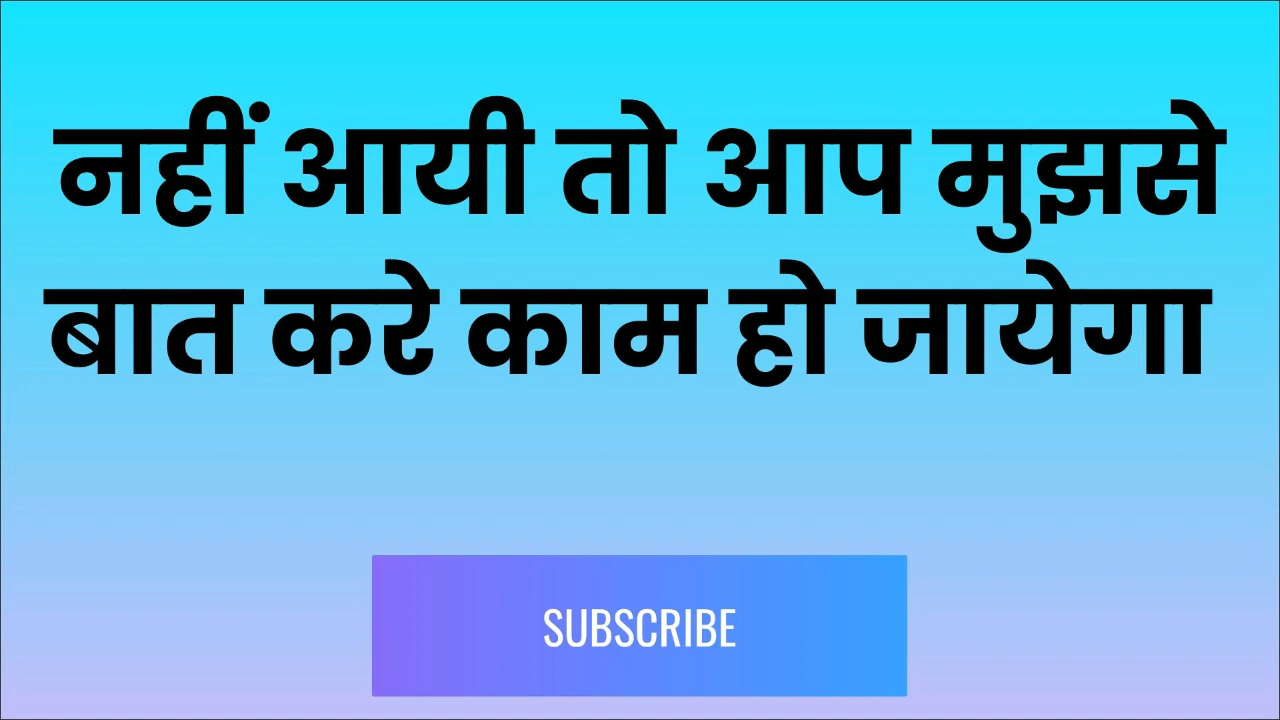 नहीं आयी तो आप मुझसे
बात करे काम हो जायेगा
SUBSCRIBE